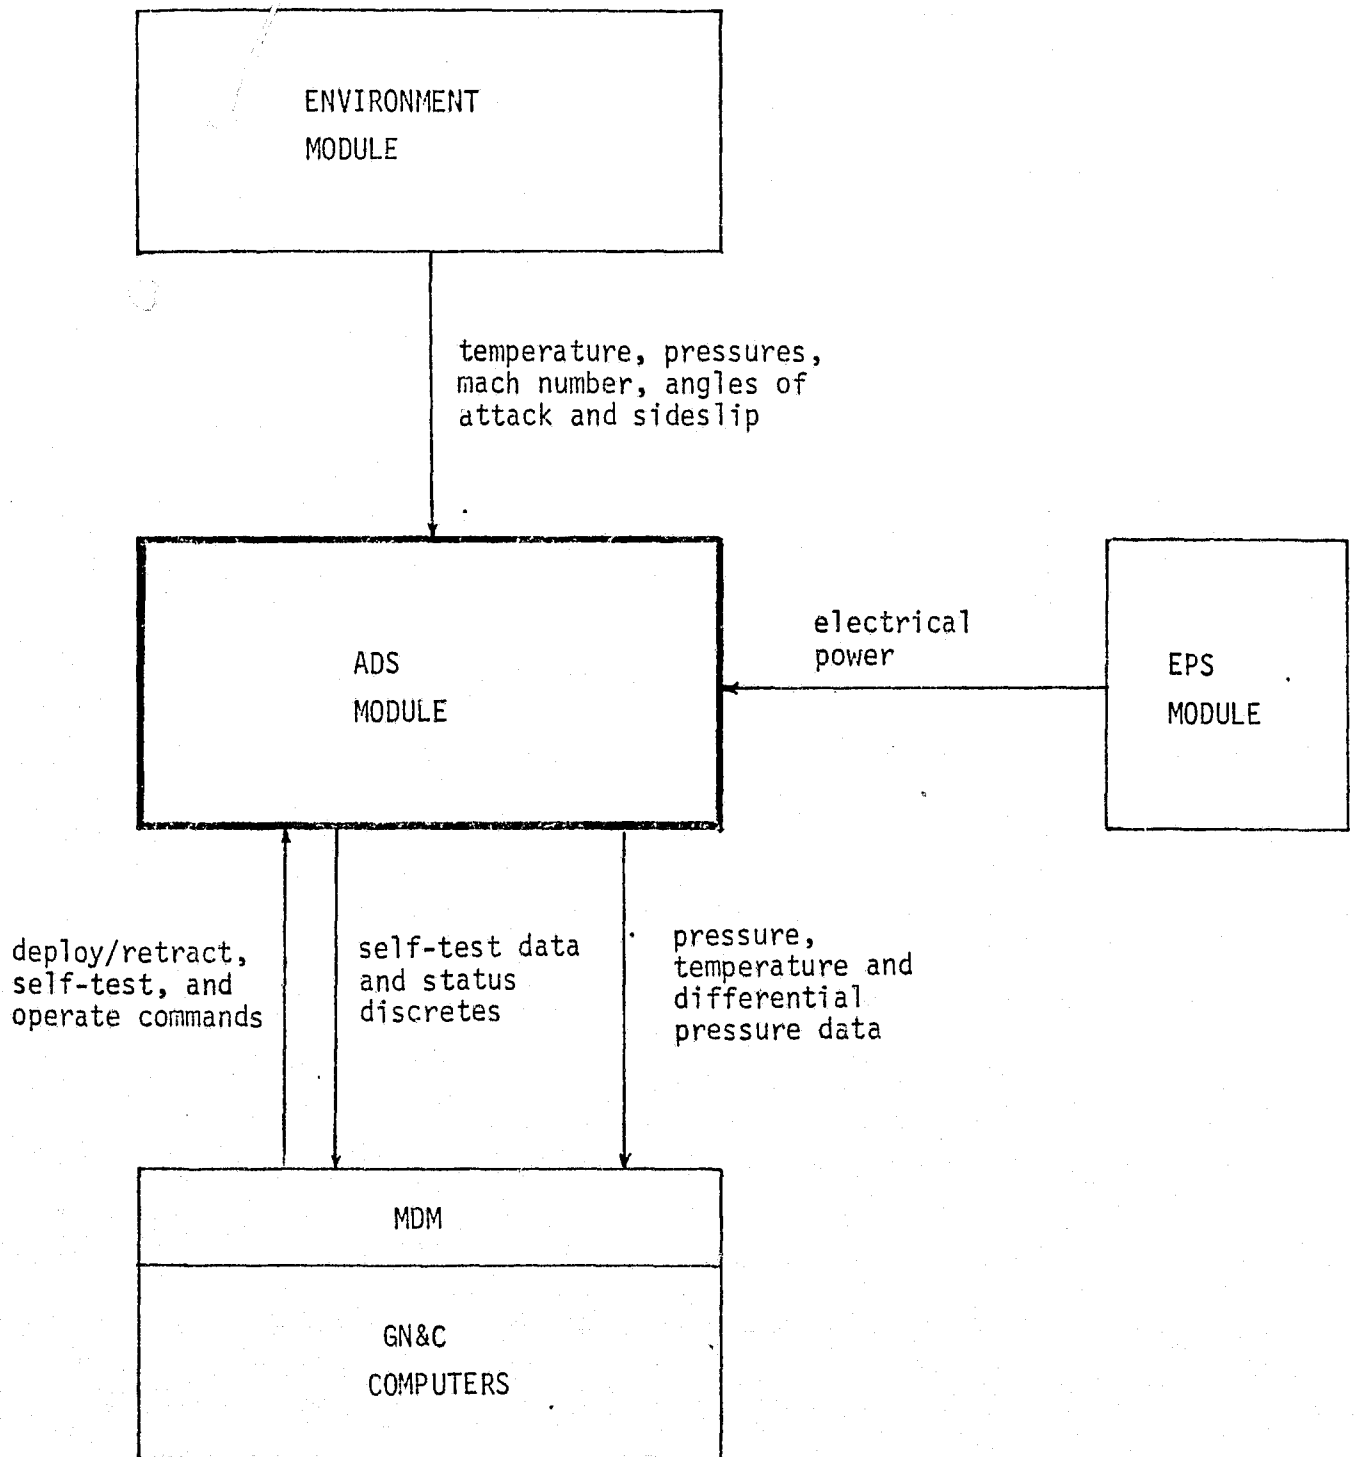 ENVIRONMENT
MODULE
temperature, pressures,
mach number, angles of
attack and sideslip
ADS
MODULE
electrical
power
EPS
MODULE
deploy/retract,
self-test, and
operate commands
self-test data
and status
discretes
pressure,
temperature and
differential
pressure data
MDM
GN&C
COMPUTERS